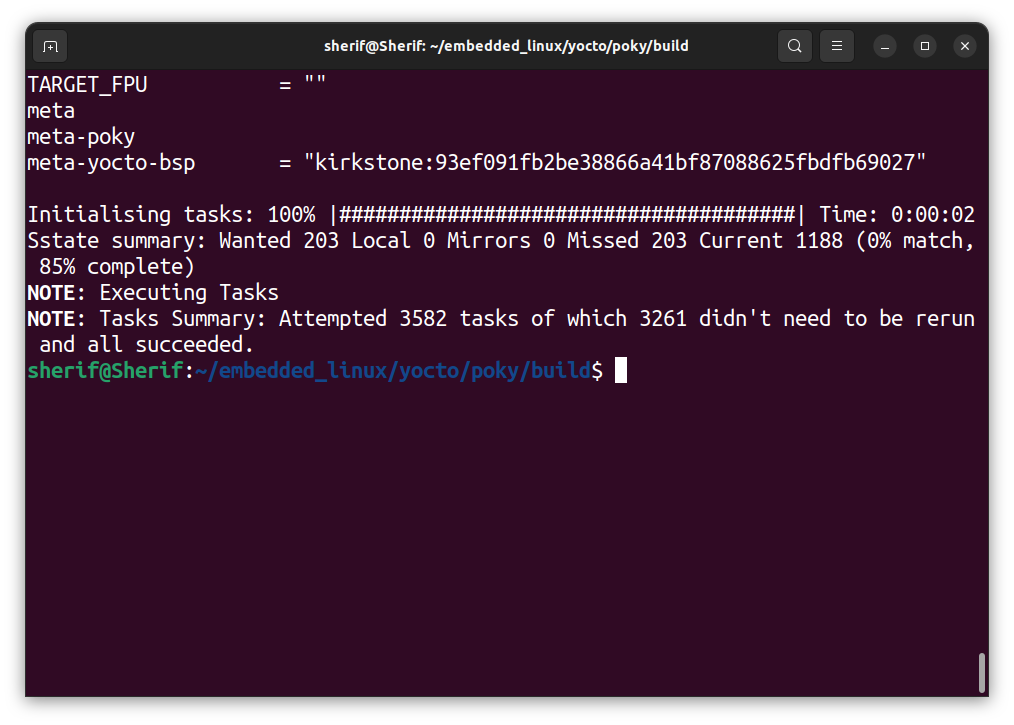 sherif@Sherif: ~/embedded_linux/yocto/poky/build
TARGET_FPU           = ""
meta
meta-poky
meta-yocto-bsp       = "kirkstone:93ef091fb2be38866a41bf87088625fbdfb69027"
Initialising tasks: 100% |######################################| Time: 0:00:02
Sstate summary: Wanted 203 Local 0 Mirrors 0 Missed 203 Current 1188 (0% match,
 85% complete)
NOTE: Executing Tasks
NOTE: Tasks Summary: Attempted 3582 tasks of which 3261 didn't need to be rerun
 and all succeeded.
sherif@Sherif:~/embedded_linux/yocto/poky/build$